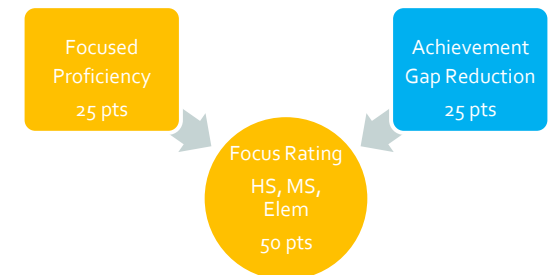 Focused
Proficiency
25 pts
Achievement
Gap Reduction
25 pts
Focus Rating
HS, MS,
Elem
50 pts